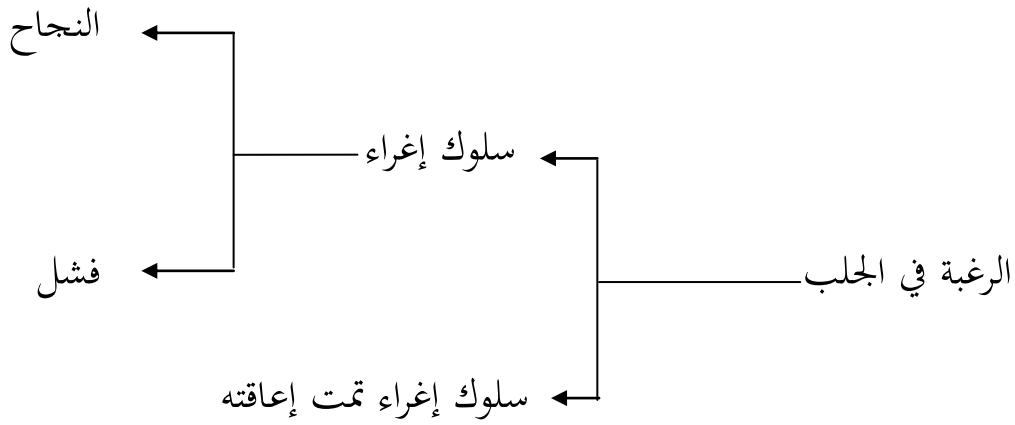 النجاح
سلوك إغراء
فشل
الرغبة في الجلب
سلوك إغراء تمت إعاقته